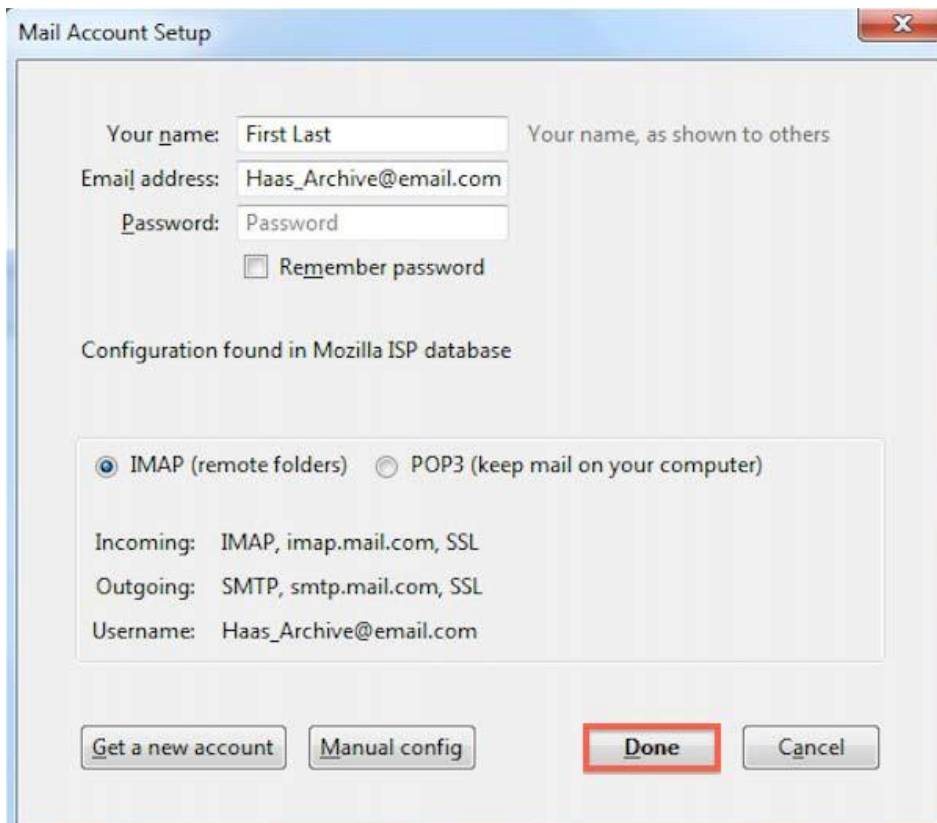 Mail Account Setup
Your name: First Last Your name, as shown to others
Email address: Haas_Archive@email.com
Password: Password
Remember password
Configuration found in Mozilla ISP database
IMAP (remote folders) POP3 (keep mail on your computer)
Incoming: IMAP, imap.mail.com, SSL
Outgoing: SMTP, smtp.mail.com, SSL
Username: Haas_Archive@email.com
Get a new account Manual config Done Cancel